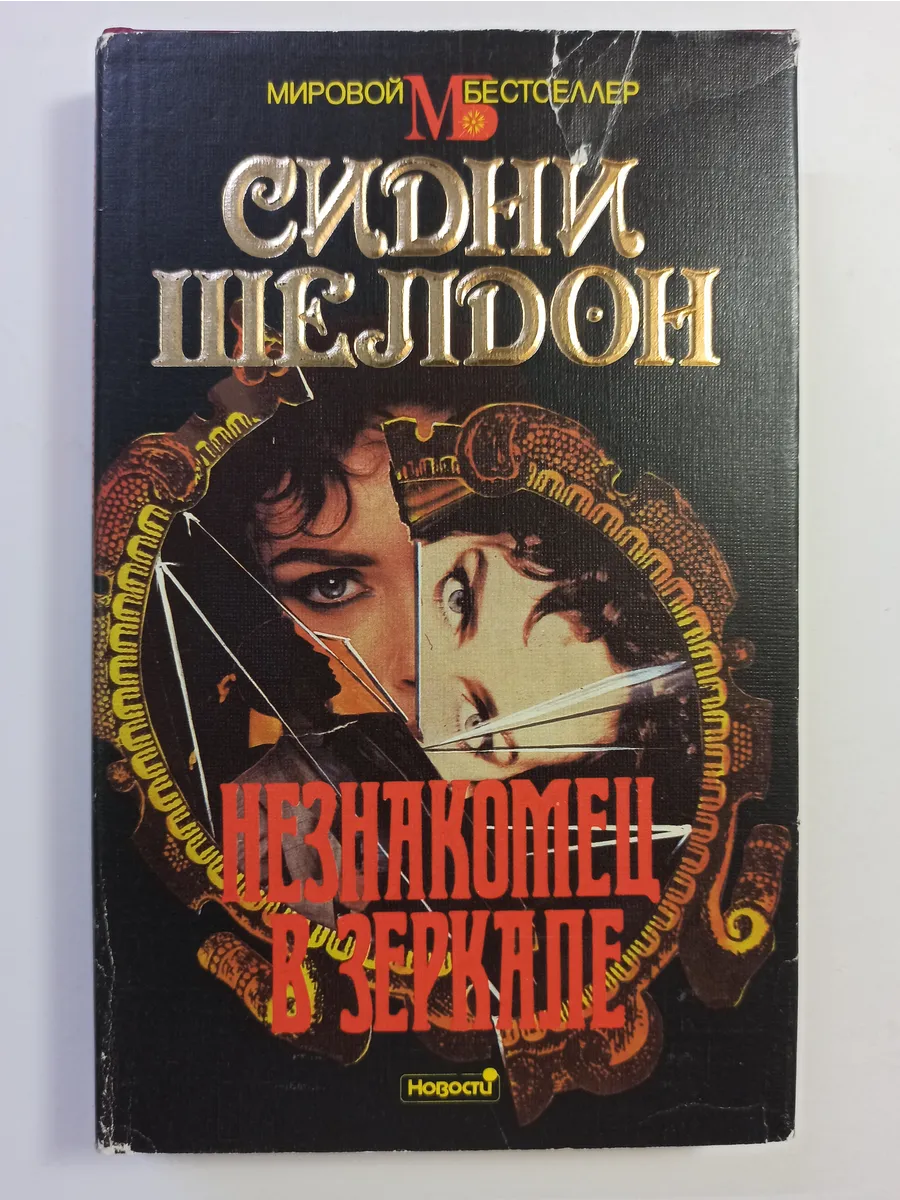 МИРОВОЙ МБ БЕСТСЕЛЛЕР
СИДНИ
ШЕЛДОН
НЕЗНАКОМЕЦ
В ЗЕРКАЛЕ
Новости